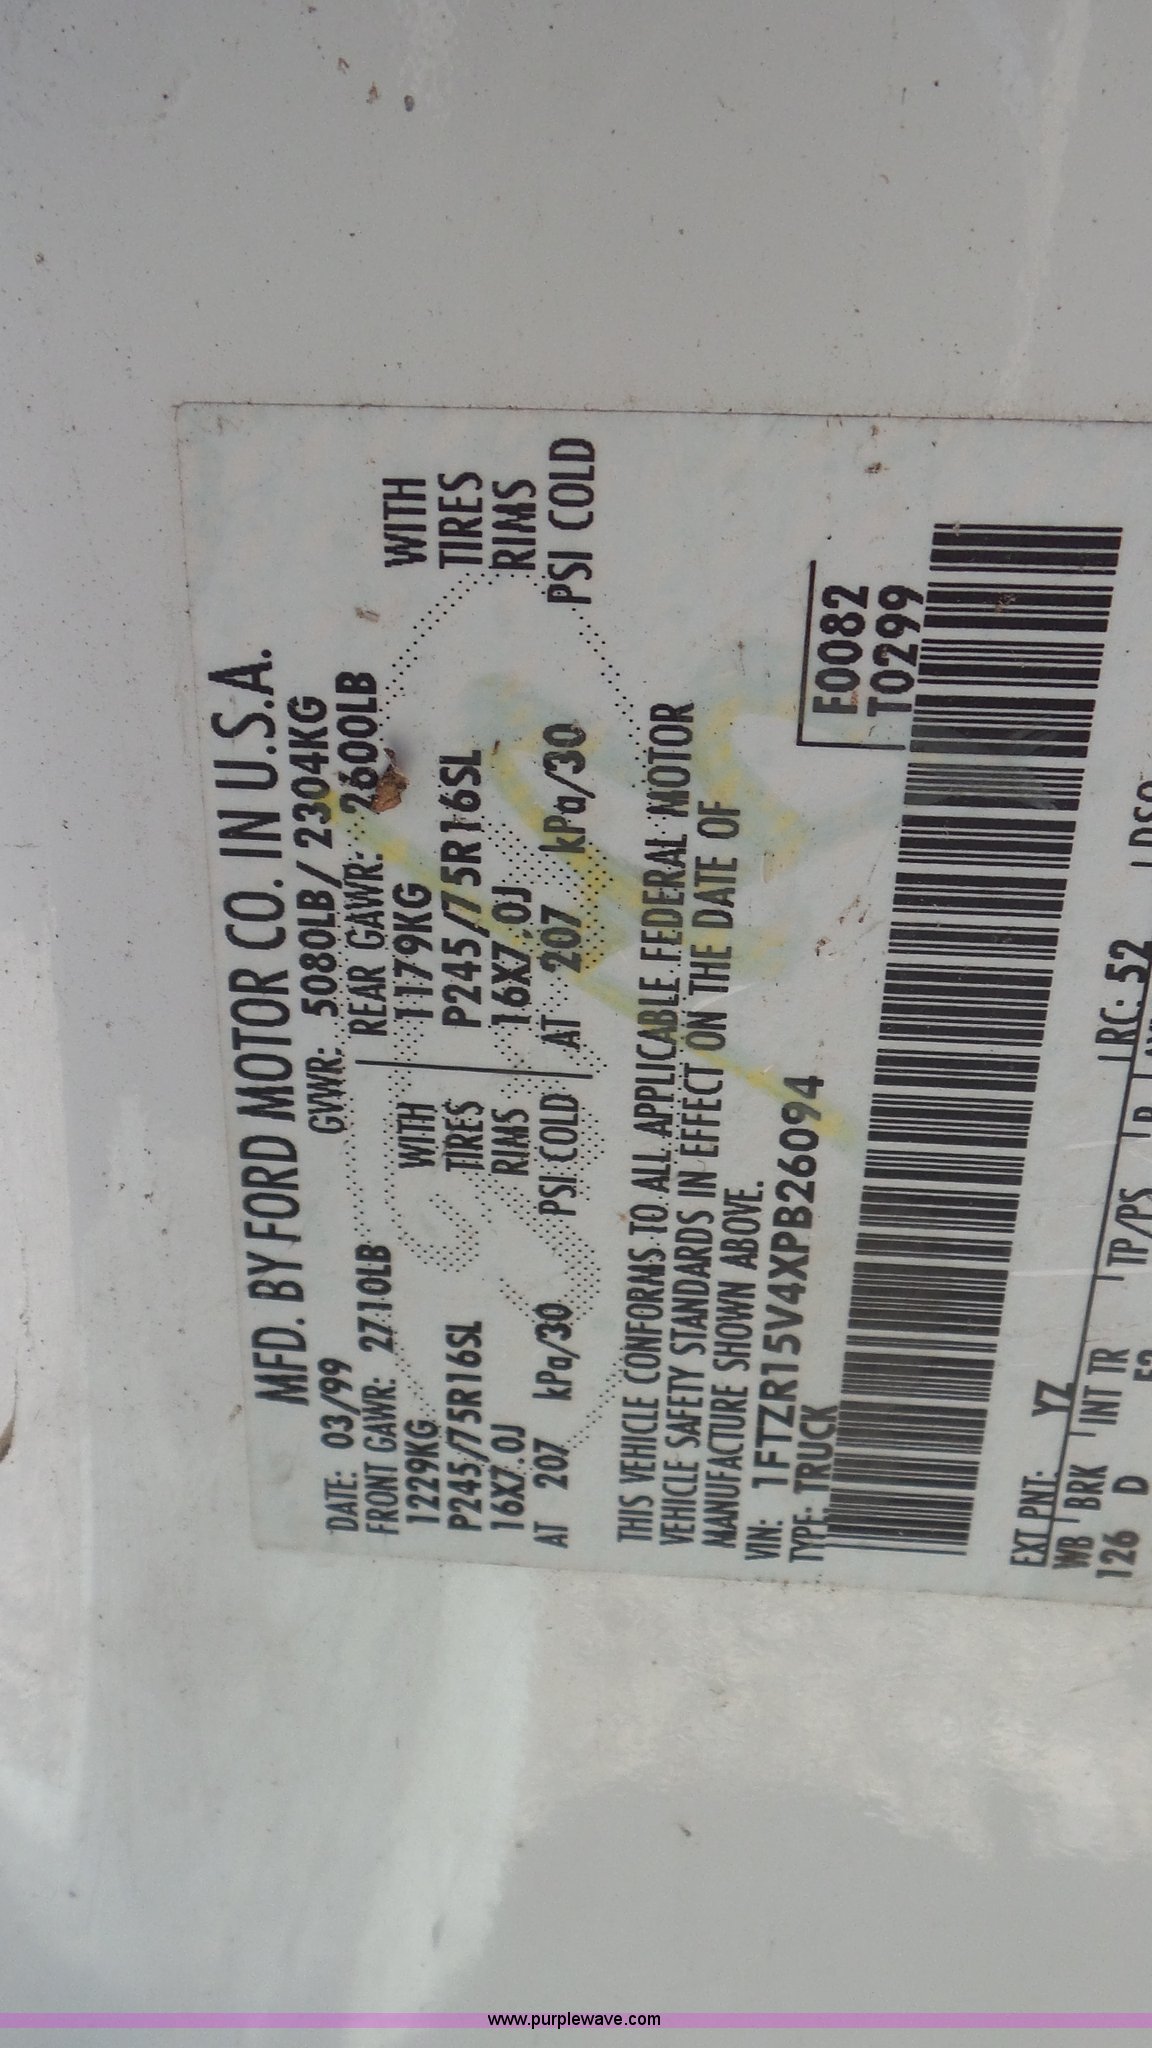 MFD. BY FORD MOTOR CO. IN U.S.A.
DATE: 03/99 GVWR: 5080LB/ 2304KG
FRONT GAWR: 2710LB REAR GAWR: 2600LB
1229KG WITH 1179KG WITH
P245/75R16SL TIRES P245/75R16SL TIRES
16X7.0J RIMS 16X7.0J RIMS
AT 207 kPa/30 PSI COLD AT 207 kPa/30 PSI COLD
THIS VEHICLE CONFORMS TO ALL APPLICABLE FEDERAL MOTOR
VEHICLE SAFETY STANDARDS IN EFFECT ON THE DATE OF
MANUFACTURE SHOWN ABOVE.
VIN: 1FTZR15V4XPB26094
TYPE: TRUCK
E0082
T0299
EXT PNT: YZ RC: 52 DSO
WB BRK INT TR TP/PS R
126 D
www.purplewave.com